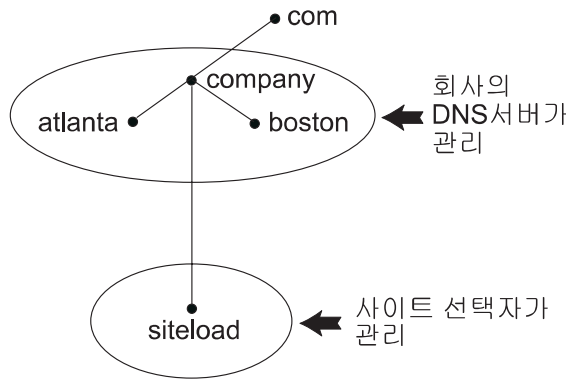 com
company
atlanta
boston
회사의
DNS서버가
관리
siteload
사이트 선택자가
관리